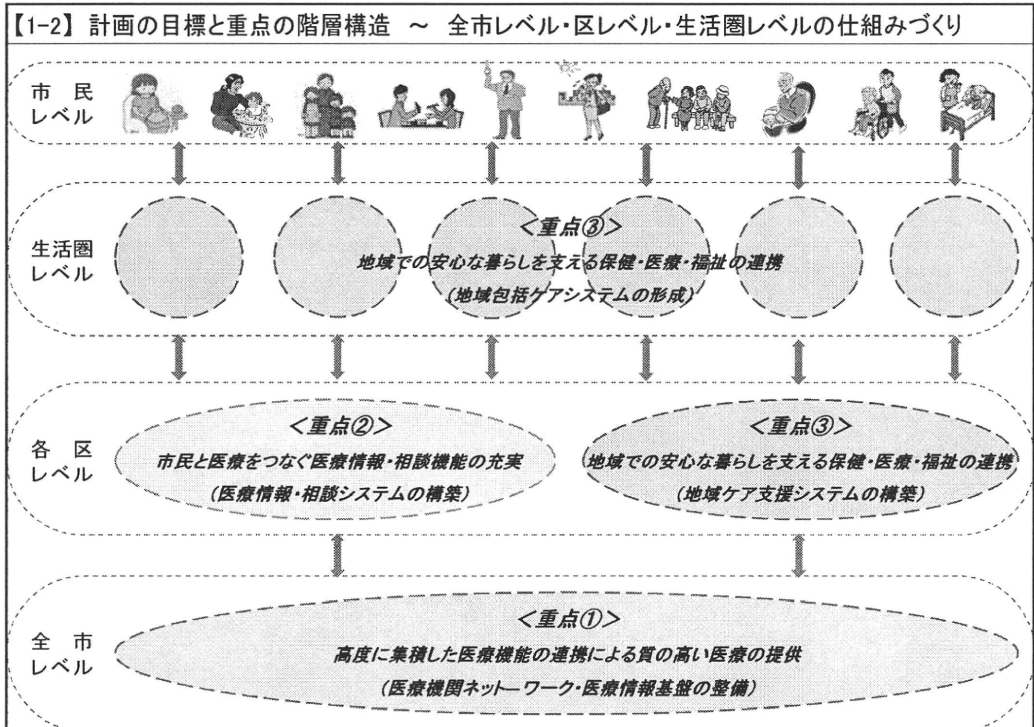 【1-2】 計画の目標と重点の階層構造 ～ 全市レベル・区レベル・生活圏レベルの仕組みづくり
市 民
レベル
生活圏
レベル
<重点③>
地域での安心な暮らしを支える保健・医療・福祉の連携
(地域包括ケアシステムの形成)
各 区
レベル
<重点②>
市民と医療をつなぐ医療情報・相談機能の充実
(医療情報・相談システムの構築)
<重点③>
地域での安心な暮らしを支える保健・医療・福祉の連携
(地域ケア支援システムの構築)
全 市
レベル
<重点①>
高度に集積した医療機能の連携による質の高い医療の提供
(医療機関ネットーワーク・医療情報基盤の整備)